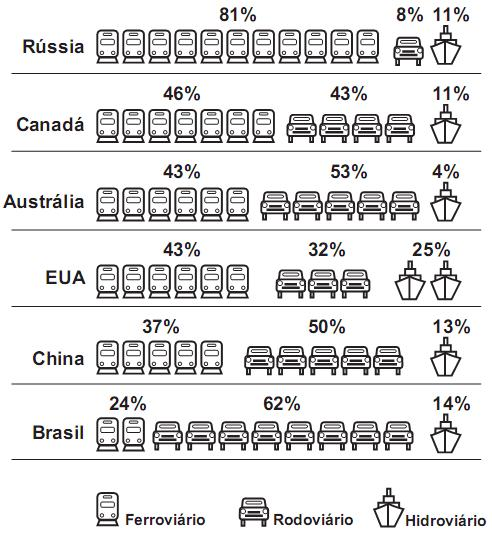 81% 8% 11%
Rússia
46% 43% 11%
Canadá
43% 53% 4%
Austrália
43% 32% 25%
EUA
37% 50% 13%
China
24% 62% 14%
Brasil
Ferroviário Rodoviário Hidroviário